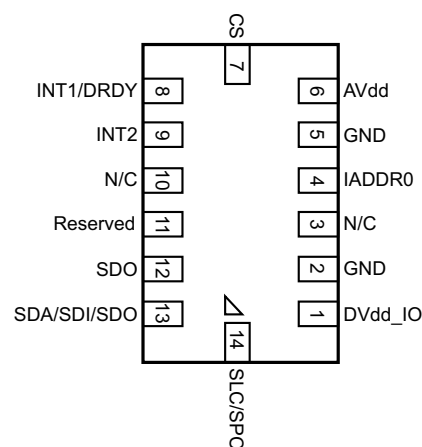 CS
7
INT1/DRDY 8 6 AVdd
INT2 9 5 GND
N/C 10 4 IADDR0
Reserved 11 3 N/C
SDO 12 2 GND
SDA/SDI/SDO 13 1 DVdd_IO
14
SLC/SPC